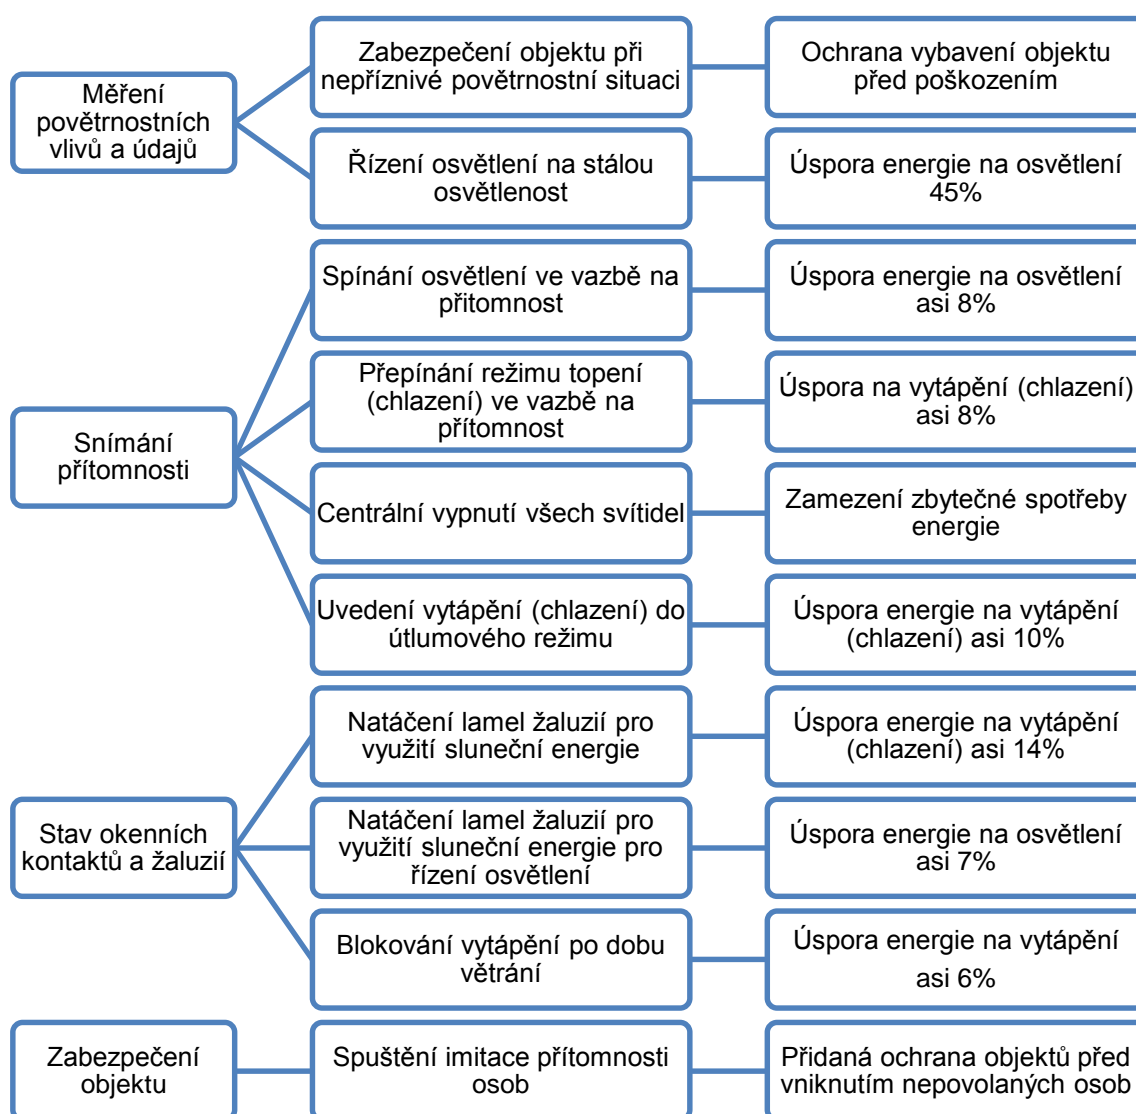 Měření
povětrnostních
vlivů a údajů
Zabezpečení objektu při
nepříznivé povětrnostní situaci
Ochrana vybavení objektu
před poškozením
Řízení osvětlení na stálou
osvětlenost
Úspora energie na osvětlení
45%
Snímání
přítomnosti
Spínání osvětlení ve vazbě na
přitomnost
Úspora energie na osvětlení
asi 8%
Přepínání režimu topení
(chlazení) ve vazbě na
přítomnost
Úspora na vytápění (chlazení)
asi 8%
Centrální vypnutí všech svítidel
Zamezení zbytečné spotřeby
energie
Uvedení vytápění (chlazení) do
útlumového režimu
Úspora energie na vytápění
(chlazení) asi 10%
Stav okenních
kontaktů a žaluzií
Natáčení lamel žaluzií pro
využití sluneční energie
Úspora energie na vytápění
(chlazení) asi 14%
Natáčení lamel žaluzií pro
využití sluneční energie pro
řízení osvětlení
Úspora energie na osvětlení
asi 7%
Blokování vytápění po dobu
větrání
Úspora energie na vytápění
asi 6%
Zabezpečení
objektu
Spuštění imitace přítomnosti
osob
Přidaná ochrana objektů před
vniknutím nepovolaných osob